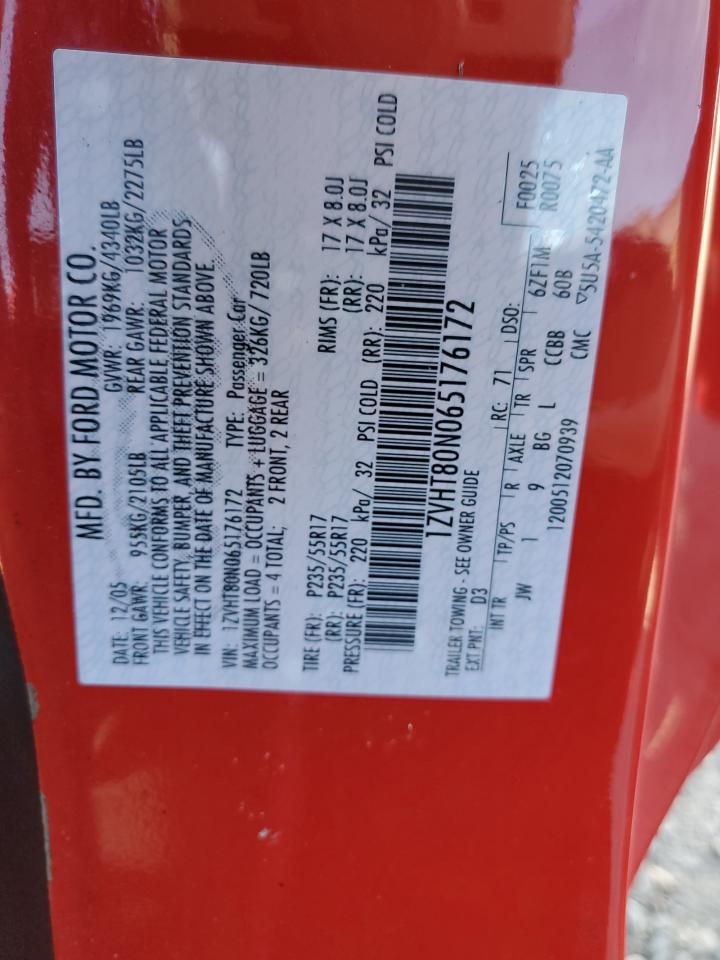 MFD. BY FORD MOTOR CO.
DATE: 12/05 GVWR: 1969KG/4340LB
FRONT GAWR: 955KG/2105LB REAR GAWR: 1032KG/2275LB
THIS VEHICLE CONFORMS TO ALL APPLICABLE FEDERAL MOTOR
VEHICLE SAFETY, BUMPER, AND THEFT PREVENTION STANDARDS
IN EFFECT ON THE DATE OF MANUFACTURE SHOWN ABOVE.
VIN: 1ZVHT80N065176172 TYPE: Passenger Car
MAXIMUM LOAD = OCCUPANTS + LUGGAGE = 326KG/ 720LB
OCCUPANTS = 4 TOTAL; 2 FRONT, 2 REAR
TIRE (FR): P235/55R17 RIMS (FR): 17 X 8.0J
(RR): P235/55R17 (RR): 17 X 8.0J
PRESSURE (FR): 220 kPa/ 32 PSI COLD (RR): 220 kPa/ 32 PSI COLD
1ZVHT80N065176172
TRAILER TOWING - SEE OWNER GUIDE
EXT PNT: D3 RC: 71 DSO: F0025
INT TR TP/PS R AXLE TR SPR R0075
JW 1 9 BG L CCBB 6ZF1M
60B
1200512070939 CMC ▽5U5A-5420472-AA